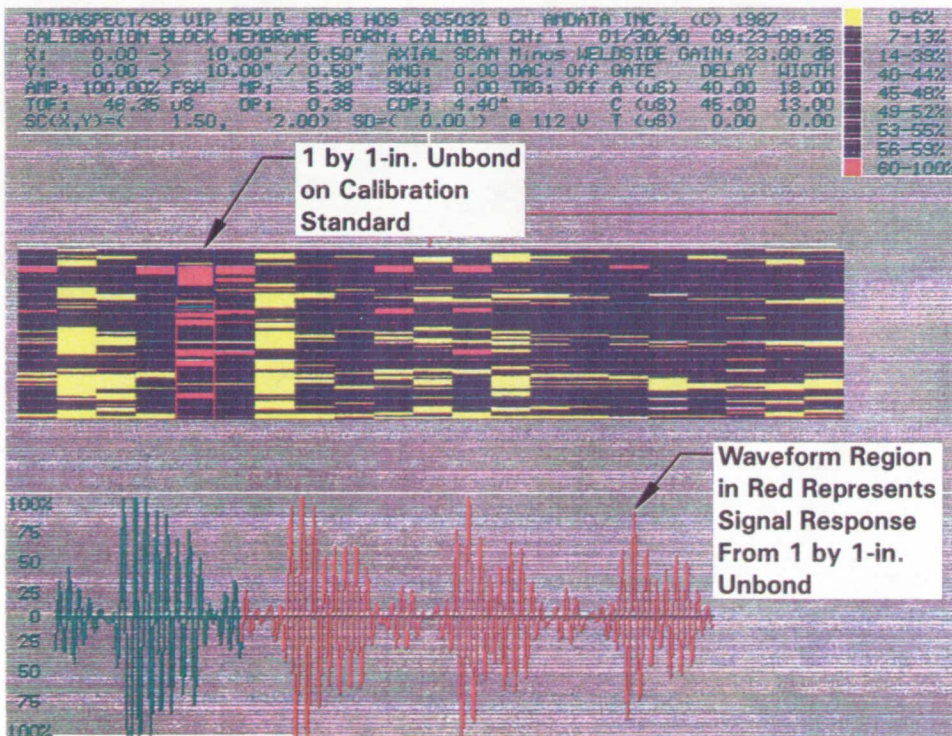 INTRASPECT/98 VIP REV D RDAS H09 SC5032 D AMDATA INC., (C) 1987
CALIBRATION BLOCK MEMBRANE FORM: CALIMB1 CH: 1 01/30/90 09:23-09:25
X: 0.00 -> 10.00" / 0.50" AXIAL SCAN Minus WELDSIDE GAIN: 23.00 dB
Y: 0.00 -> 10.00" / 0.50" ANG: 0.00 DAC: Off GATE DELAY WIDTH
AMP: 100.00% FSH MP: 5.38 SKW: 0.00 TRG: Off A (uS) 40.00 18.00
TOF: 46.35 uS DP: 0.38 CDP: 4.40" C (uS) 45.00 13.00
SC(X,Y)=( 1.50, 2.00) SD=( 0.00 ) @ 112 U T (uS) 0.00 0.00
0-6%
7-13%
14-39%
40-44%
45-48%
49-52%
53-55%
56-59%
60-100%
1 by 1-in. Unbond
on Calibration
Standard
Waveform Region
in Red Represents
Signal Response
From 1 by 1-in.
Unbond
100%
75
50
25
0
25
50
75
100%